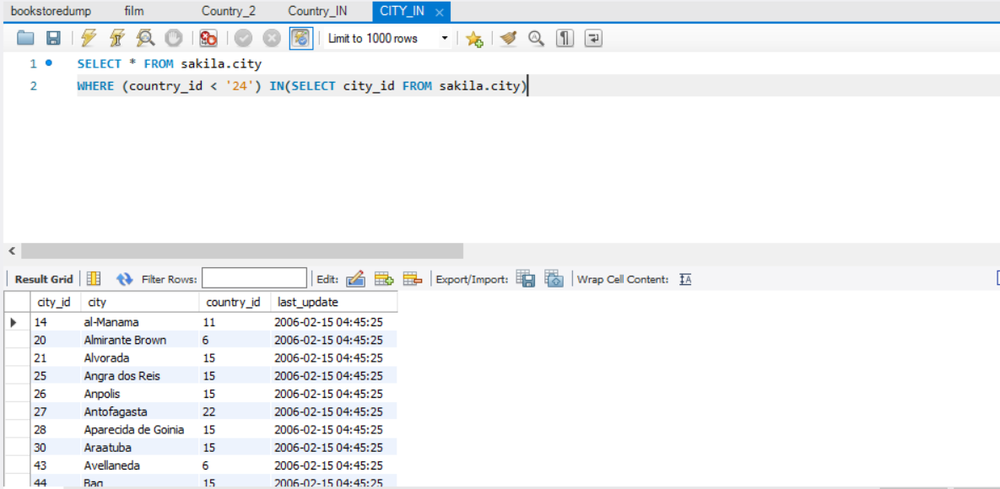 bookstoredump film Country_2 Country_IN CITY_IN
Limit to 1000 rows
1 SELECT * FROM sakila.city
2 WHERE (country_id < '24') IN(SELECT city_id FROM sakila.city)
Result Grid Filter Rows: Edit: Export/Import: Wrap Cell Content:
city_id city country_id last_update
14 al-Manama 11 2006-02-15 04:45:25
20 Almirante Brown 6 2006-02-15 04:45:25
21 Alvorada 15 2006-02-15 04:45:25
25 Angra dos Reis 15 2006-02-15 04:45:25
26 Anpolis 15 2006-02-15 04:45:25
27 Antofagasta 22 2006-02-15 04:45:25
28 Aparecida de Goinia 15 2006-02-15 04:45:25
30 Araatuba 15 2006-02-15 04:45:25
43 Avellaneda 6 2006-02-15 04:45:25
44 Bag 15 2006-02-15 04:45:25